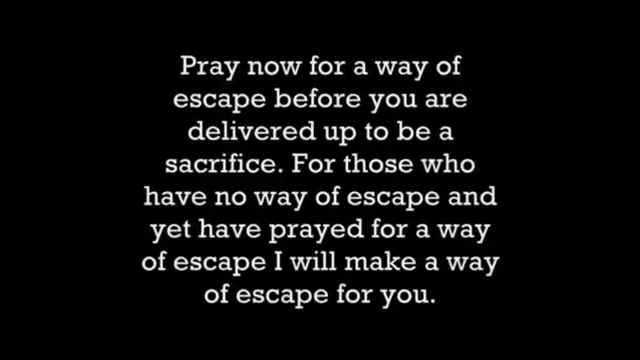 Pray now for a way of
escape before you are
delivered up to be a
sacrifice. For those who
have no way of escape and
yet have prayed for a way
of escape I will make a way
of escape for you.